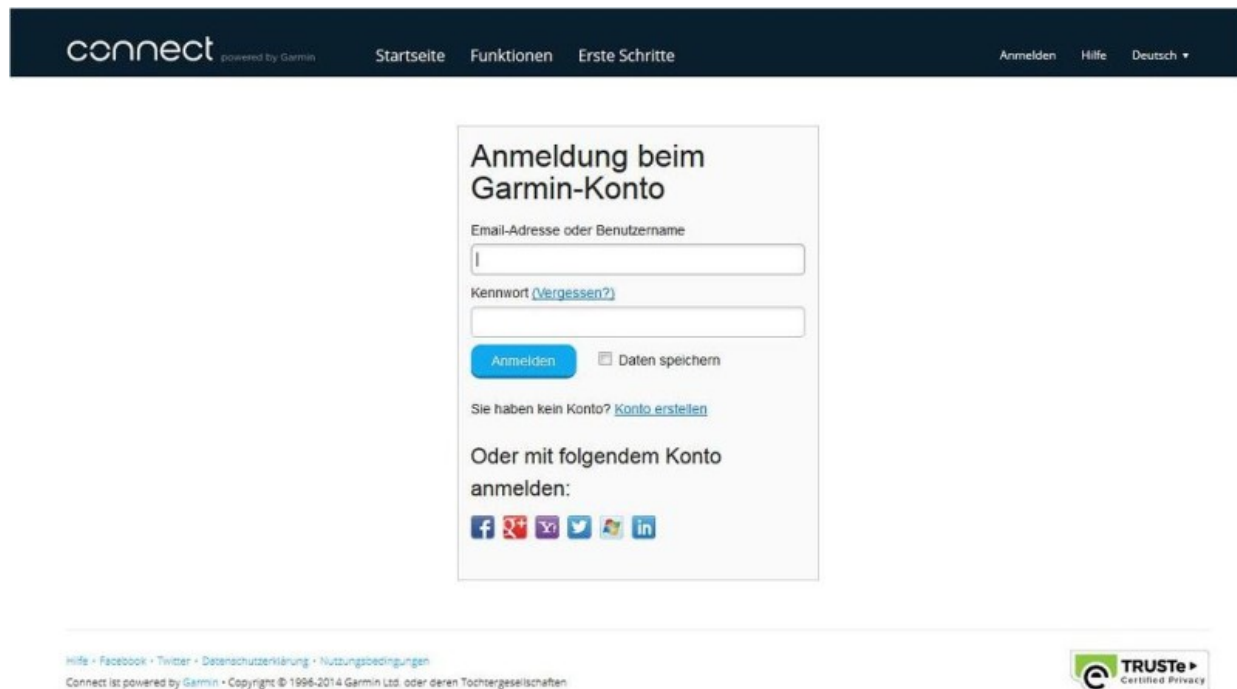 connect powered by Garmin Startseite Funktionen Erste Schritte Anmelden Hilfe Deutsch ▾
Anmeldung beim
Garmin-Konto
Email-Adresse oder Benutzername
Kennwort (Vergessen?)
Anmelden Daten speichern
Sie haben kein Konto? Konto erstellen
Oder mit folgendem Konto
anmelden:
Hilfe • Facebook • Twitter • Datenschutzerklärung • Nutzungsbedingungen
Connect ist powered by Garmin • Copyright © 1996-2014 Garmin Ltd. oder deren Tochtergesellschaften
TRUSTe
Certified Privacy